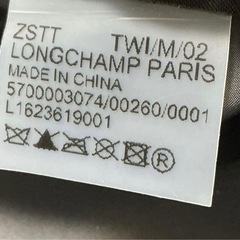 ZSTT TWI/M/02
LONGCHAMP PARIS
MADE IN CHINA
5700003074/00260/0001
L1623619001
®